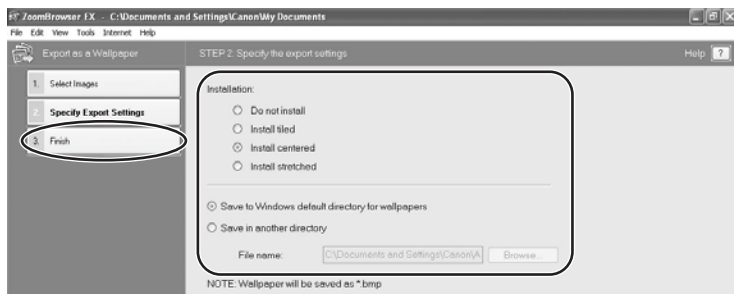 ZoomBrowser EX - C:\Documents and Settings\Canon\My Documents
File Edit View Tools Internet Help
Export as a Wallpaper STEP 2: Specify the export settings Help ?
1. Select Images
2. Specify Export Settings
3. Finish
Installation:
Do not install
Install tiled
Install centered
Install stretched
Save to Windows default directory for wallpapers
Save in another directory
File name: C:\Documents and Settings\Canon\A Browse...
NOTE: Wallpaper will be saved as *.bmp